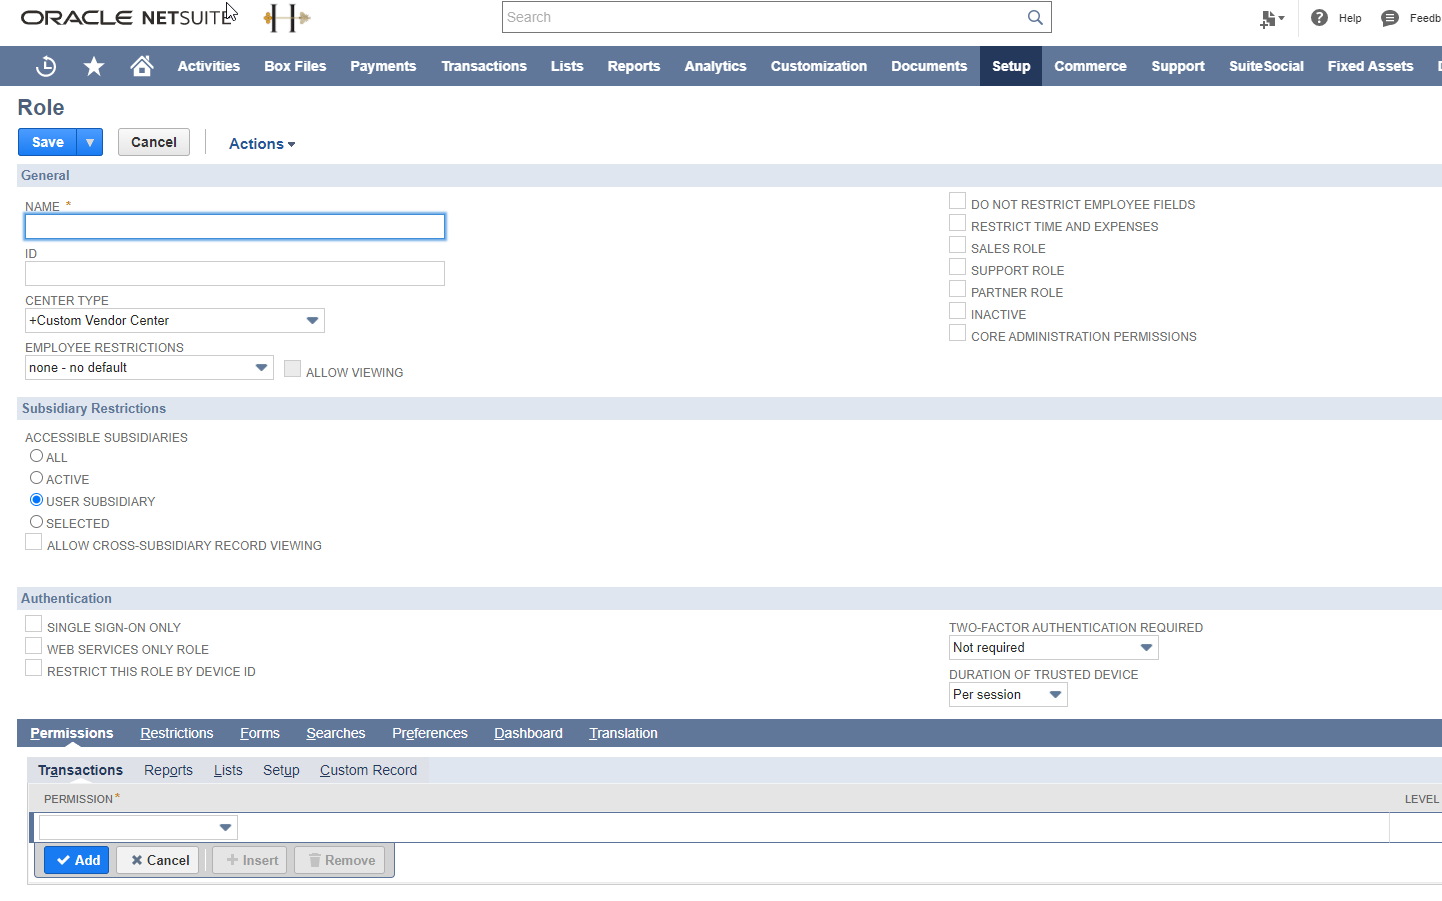 ORACLE NETSUITE H Search Help Feedb
Activities Box Files Payments Transactions Lists Reports Analytics Customization Documents Setup Commerce Support SuiteSocial Fixed Assets
Role
Save Cancel Actions
General
NAME *
ID
CENTER TYPE
+Custom Vendor Center
EMPLOYEE RESTRICTIONS
none - no default ALLOW VIEWING
DO NOT RESTRICT EMPLOYEE FIELDS
RESTRICT TIME AND EXPENSES
SALES ROLE
SUPPORT ROLE
PARTNER ROLE
INACTIVE
CORE ADMINISTRATION PERMISSIONS
Subsidiary Restrictions
ACCESSIBLE SUBSIDIARIES
ALL
ACTIVE
USER SUBSIDIARY
SELECTED
ALLOW CROSS-SUBSIDIARY RECORD VIEWING
Authentication
SINGLE SIGN-ON ONLY
WEB SERVICES ONLY ROLE
RESTRICT THIS ROLE BY DEVICE ID
TWO-FACTOR AUTHENTICATION REQUIRED
Not required
DURATION OF TRUSTED DEVICE
Per session
Permissions Restrictions Forms Searches Preferences Dashboard Translation
Transactions Reports Lists Setup Custom Record
PERMISSION * LEVEL
Add Cancel Insert Remove